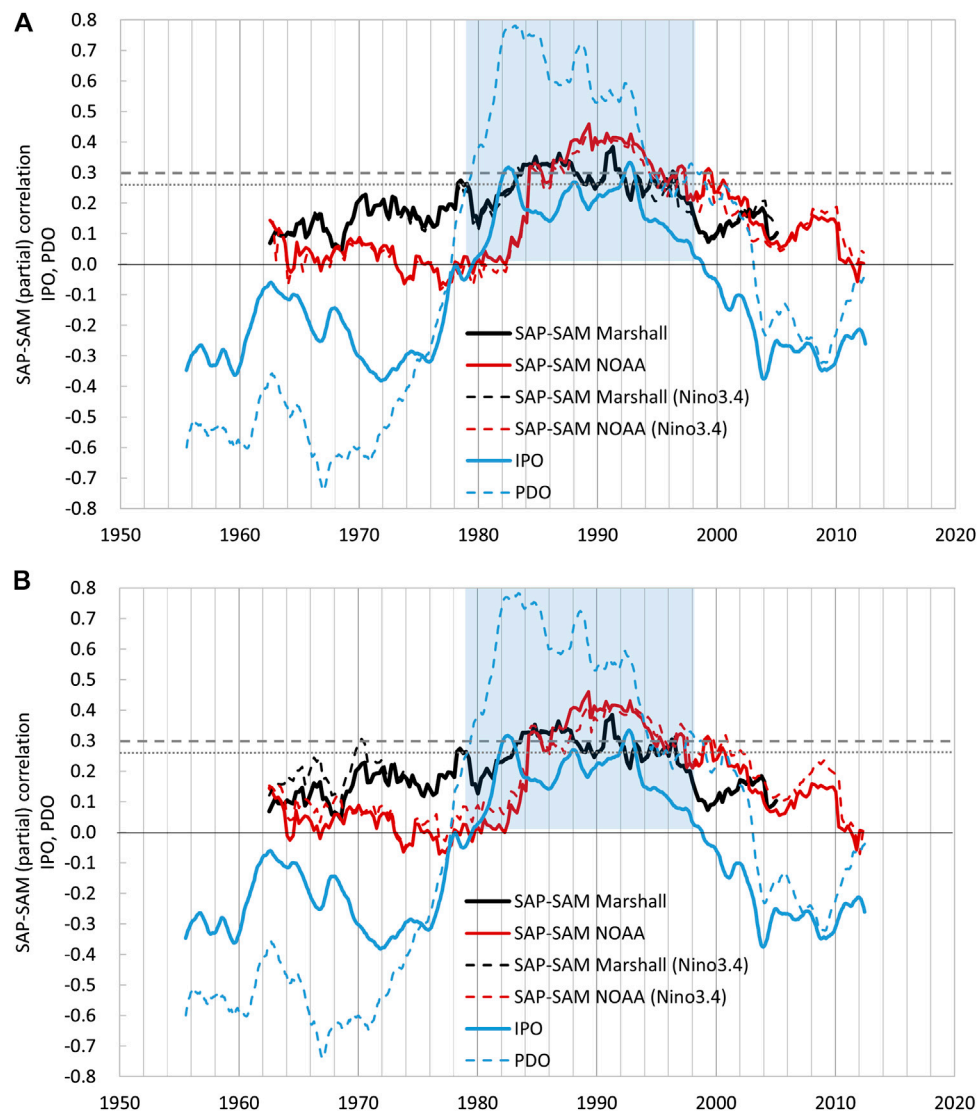 A
0.8
0.7
0.6
0.5
0.4
0.3
0.2
0.1
0.0
-0.1
-0.2
-0.3
-0.4
-0.5
-0.6
-0.7
-0.8
SAP-SAM (partial) correlation
IPO, PDO
SAP-SAM Marshall
SAP-SAM NOAA
SAP-SAM Marshall (Nino3.4)
SAP-SAM NOAA (Nino3.4)
IPO
PDO
1950 1960 1970 1980 1990 2000 2010 2020
B
0.8
0.7
0.6
0.5
0.4
0.3
0.2
0.1
0.0
-0.1
-0.2
-0.3
-0.4
-0.5
-0.6
-0.7
-0.8
SAP-SAM (partial) correlation
IPO, PDO
SAP-SAM Marshall
SAP-SAM NOAA
SAP-SAM Marshall (Nino3.4)
SAP-SAM NOAA (Nino3.4)
IPO
PDO
1950 1960 1970 1980 1990 2000 2010 2020